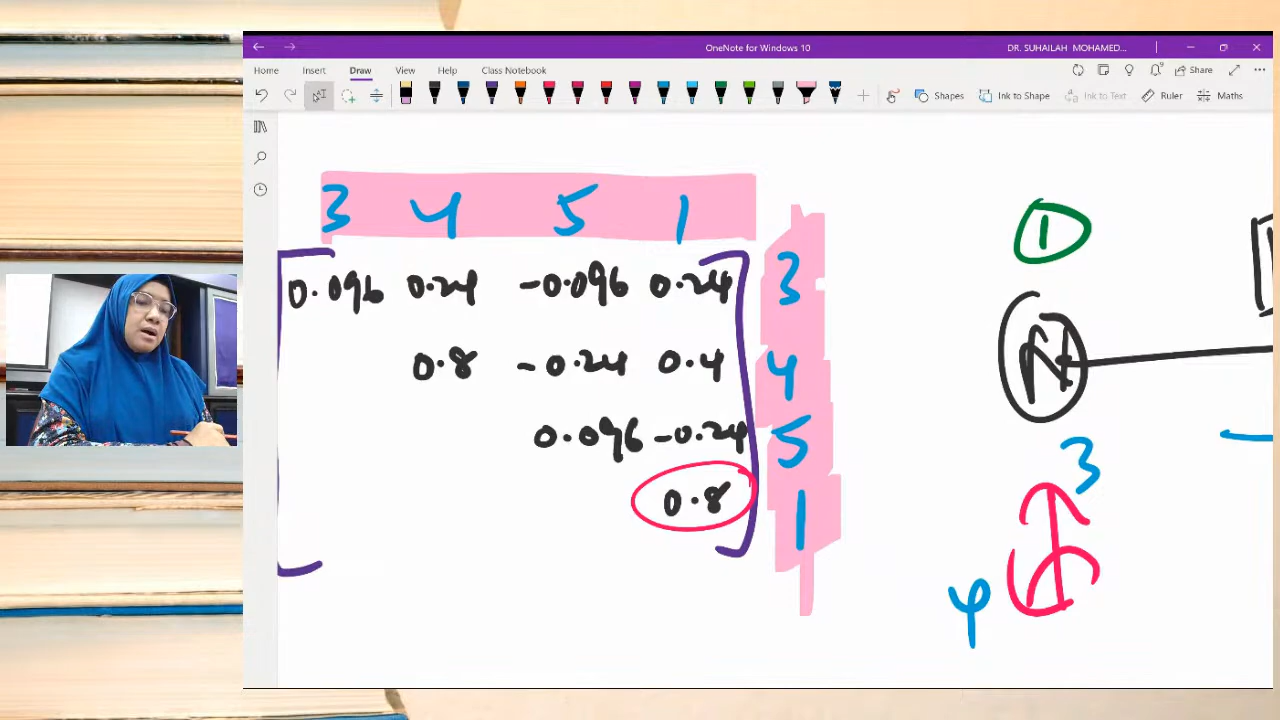 OneNote for Windows 10
DR. SUHAILAH MOHAMED...
Home Insert Draw View Help Class Notebook
Share
Shapes Ink to Shape Ink to Text Ruler Maths
3 4 5 1
0.096 0.24 -0.096 0.24 3
0.8 -0.24 0.4 4
0.096 -0.24 5
0.8 1
1
3
4